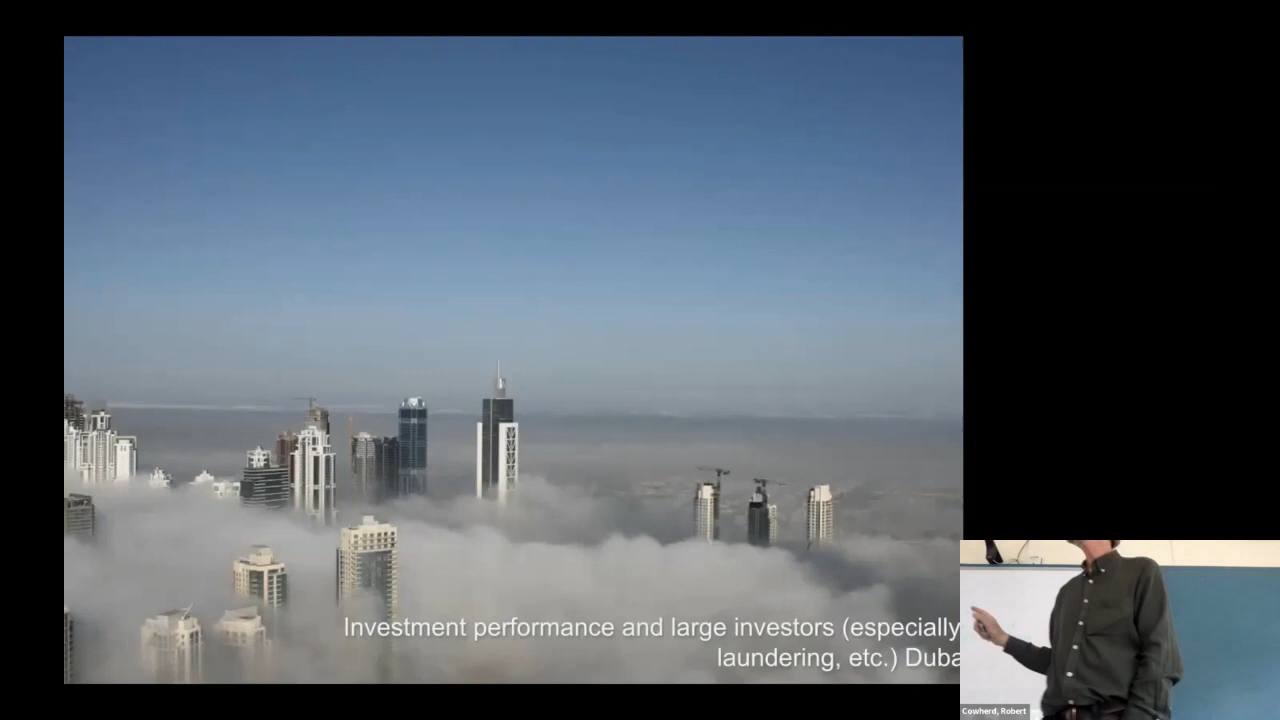 Investment performance and large investors (especially
laundering, etc.) Duba
Cowherd, Robert